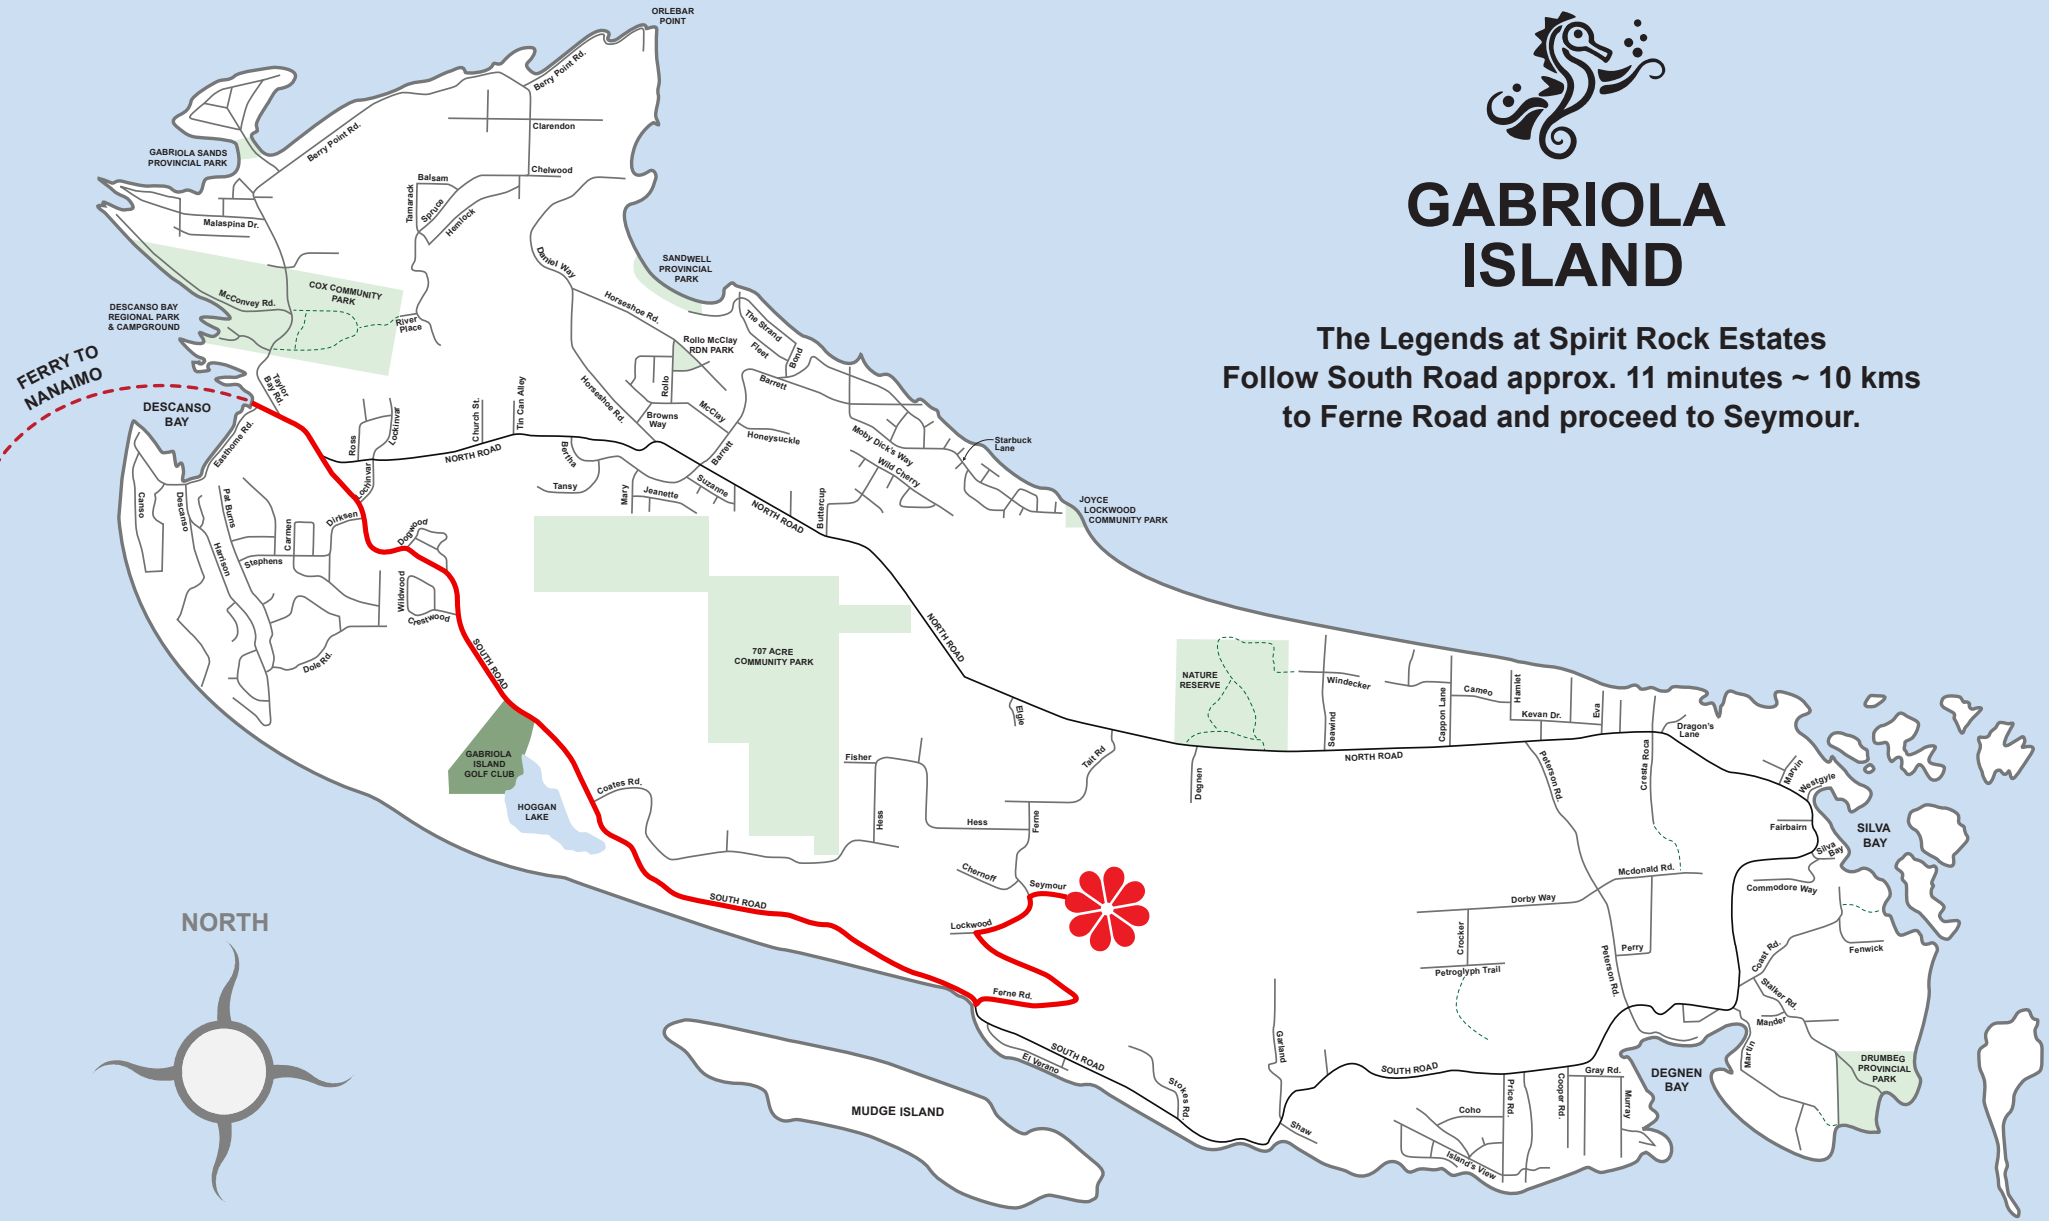 ORLEBAR
POINT
Berry Point Rd.
Clarendon
Berry Point Rd.
GABRIOLA SANDS
PROVINCIAL PARK
Chelwood
Balsam
Tamarack
Spruce
Hemlock
Malaspina Dr.
GABRIOLA
ISLAND
The Legends at Spirit Rock Estates
Follow South Road approx. 11 minutes ~ 10 kms
to Ferne Road and proceed to Seymour.
Daniel Way
SANDWELL
PROVINCIAL
PARK
COX COMMUNITY
PARK
McConvey Rd.
DESCANSO BAY
REGIONAL PARK
& CAMPGROUND
River
Place
Horseshoe Rd.
The Strand
Fleet
Bond
Rollo McClay
RDN PARK
FERRY TO
NANAIMO
Taylor
Bay Rd.
DESCANSO
BAY
Easthome Rd.
Ross
Lockinvar
Lochinvar
Church St.
Tin Can Alley
NORTH ROAD
Horseshoe Rd.
Rollo
Barrett
Browns
Way
McClay
Honeysuckle
Barrett
Moby Dick's Way
Wild Cherry
Starbuck
Lane
Bertha
Tansy
Mary
Jeanette
Suzanne
NORTH ROAD
Buttercup
JOYCE
LOCKWOOD
COMMUNITY PARK
Canso
Descanso
Pat Burns
Harrison
Carmen
Stephens
Dirksen
Dogwood
Wildwood
Crestwood
Dole Rd.
SOUTH ROAD
707 ACRE
COMMUNITY PARK
NORTH ROAD
NATURE
RESERVE
Windecker
Seawind
Cappon Lane
Cameo
Hamlet
Kevan Dr.
Eva
Dragon's
Lane
Elgie
Tait Rd
NORTH ROAD
Degnen
Peterson Rd.
Cresta Roca
Marvin
Westgyle
GABRIOLA
ISLAND
GOLF CLUB
HOGGAN
LAKE
Coates Rd.
Fisher
Hess
Hess
Ferne
Fairbairn
SILVA
BAY
Silva
Bay
Chernoff
Seymour
Mcdonald Rd.
Commodore Way
Dorby Way
SOUTH ROAD
Lockwood
Crocker
Perry
Fenwick
Coast Rd.
Petroglyph Trail
Peterson Rd.
Stalker Rd.
Ferne Rd.
Mander
NORTH
Garland
Martin
SOUTH ROAD
El Verano
Stokes Rd.
SOUTH ROAD
Gray Rd.
Cooper Rd.
Price Rd.
Murray
DEGNEN
BAY
DRUMBEG
PROVINCIAL
PARK
MUDGE ISLAND
Coho
Shaw
Island's View